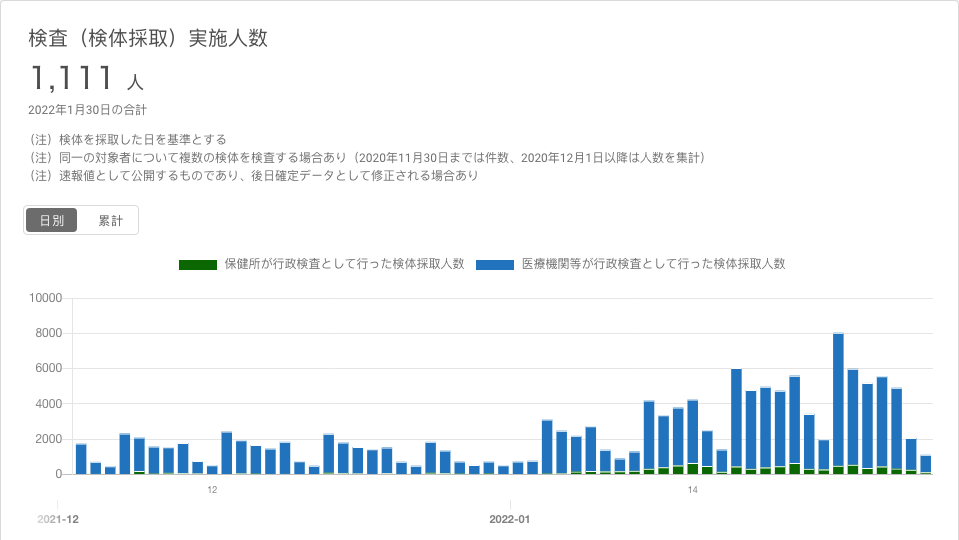 検査（検体採取）実施人数
1,111 人
2022年1月30日の合計
（注）検体を採取した日を基準とする
（注）同一の対象者について複数の検体を検査する場合あり（2020年11月30日までは件数、2020年12月1日以降は人数を集計）
（注）速報値として公開するものであり、後日確定データとして修正される場合あり
日別 累計
保健所が行政検査として行った検体採取人数 医療機関等が行政検査として行った検体採取人数
10000
8000
6000
4000
2000
0
12 14
2021-12 2022-01